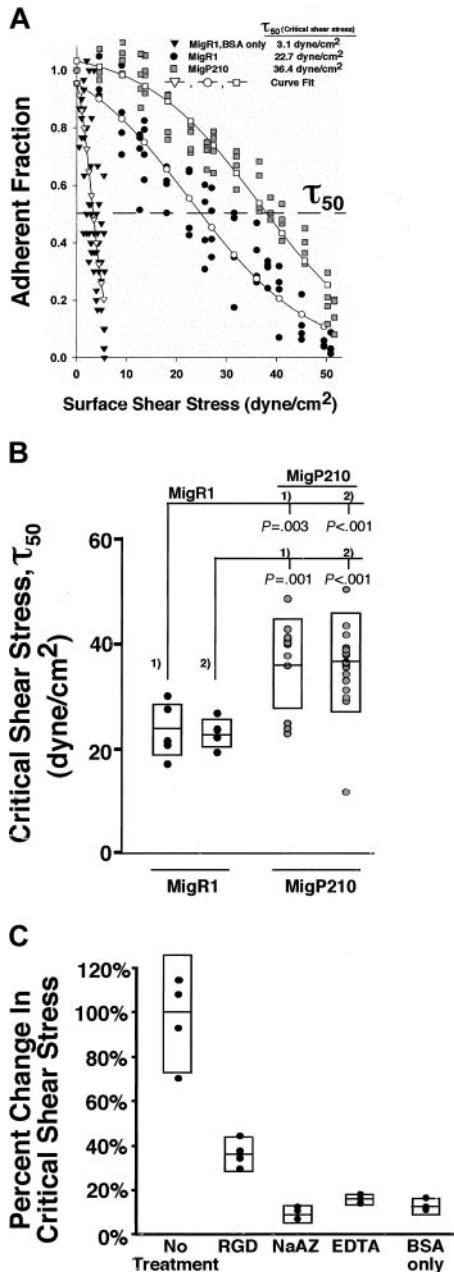 A
τ50 (Critical shear stress)
MigR1,BSA only 3.1 dyne/cm2
MigR1 22.7 dyne/cm2
MigP210 36.4 dyne/cm2
Curve Fit
τ50
Adherent Fraction
1.0
0.8
0.6
0.4
0.2
0.0
0 10 20 30 40 50
Surface Shear Stress (dyne/cm2)
B
MigP210
MigR1 1) 2)
P=.003 P<.001
1) 2)
P=.001 P<.001
Critical Shear Stress, τ50
(dyne/cm2)
60
40
20
0
1) 2)
MigR1 MigP210
C
Percent Change In
Critical Shear Stress
120%
100%
80%
60%
40%
20%
0%
No RGD NaAZ EDTA BSA
Treatment only